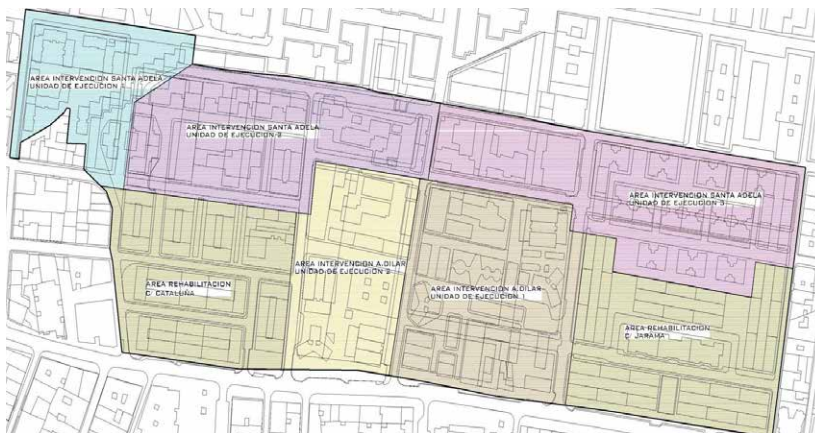 AREA INTERVENCION SANTA ADELA
UNIDAD DE EJECUCION 1
AREA INTERVENCION SANTA ADELA
UNIDAD DE EJECUCION 2
AREA INTERVENCION SANTA ADELA
UNIDAD DE EJECUCION 3
AREA INTERVENCION A.DILAR
UNIDAD DE EJECUCION 2
AREA REHABILITACION
C/ CATALUÑA
AREA INTERVENCION A.DILAR
UNIDAD DE EJECUCION 1
AREA REHABILITACION
C/ JARAMA